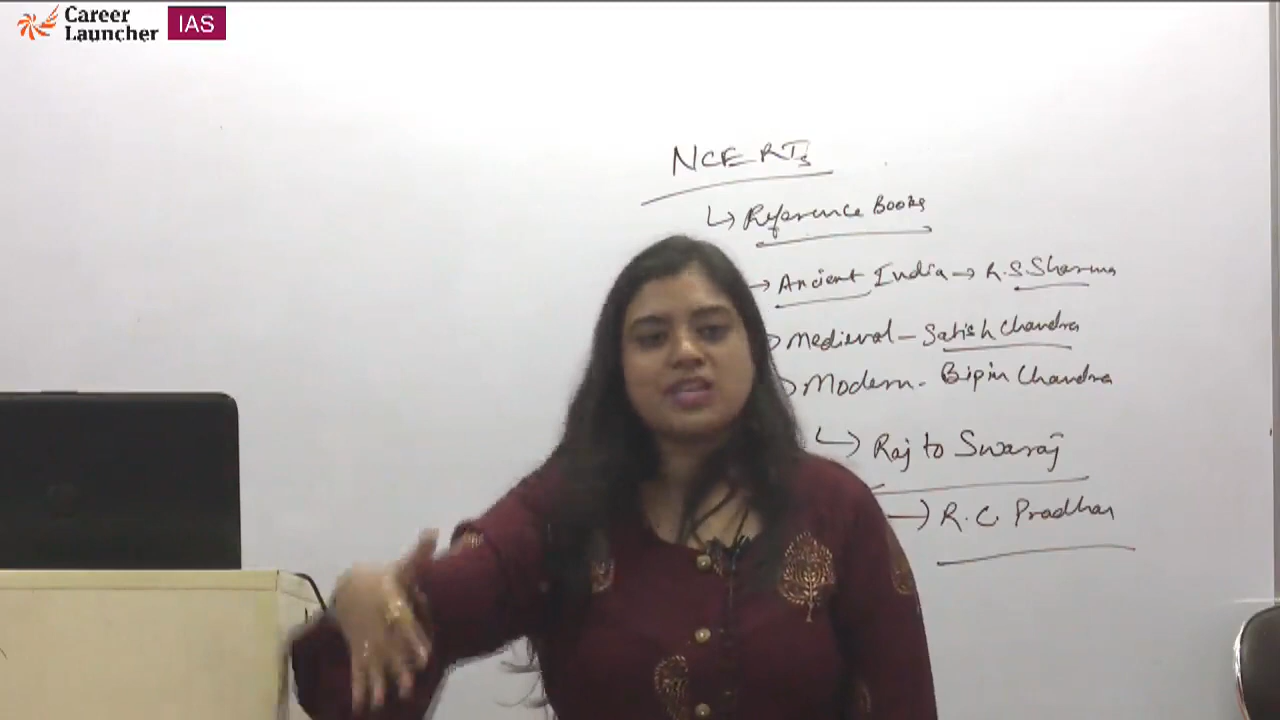 Career
Launcher
IAS
NCERTs
↳ Reference Books
→ Ancient India → R.S. Sharma
Medieval – Satish Chandra
Modern - Bipin Chandra
↳ Raj to Swaraj
→ R.C. Pradhan